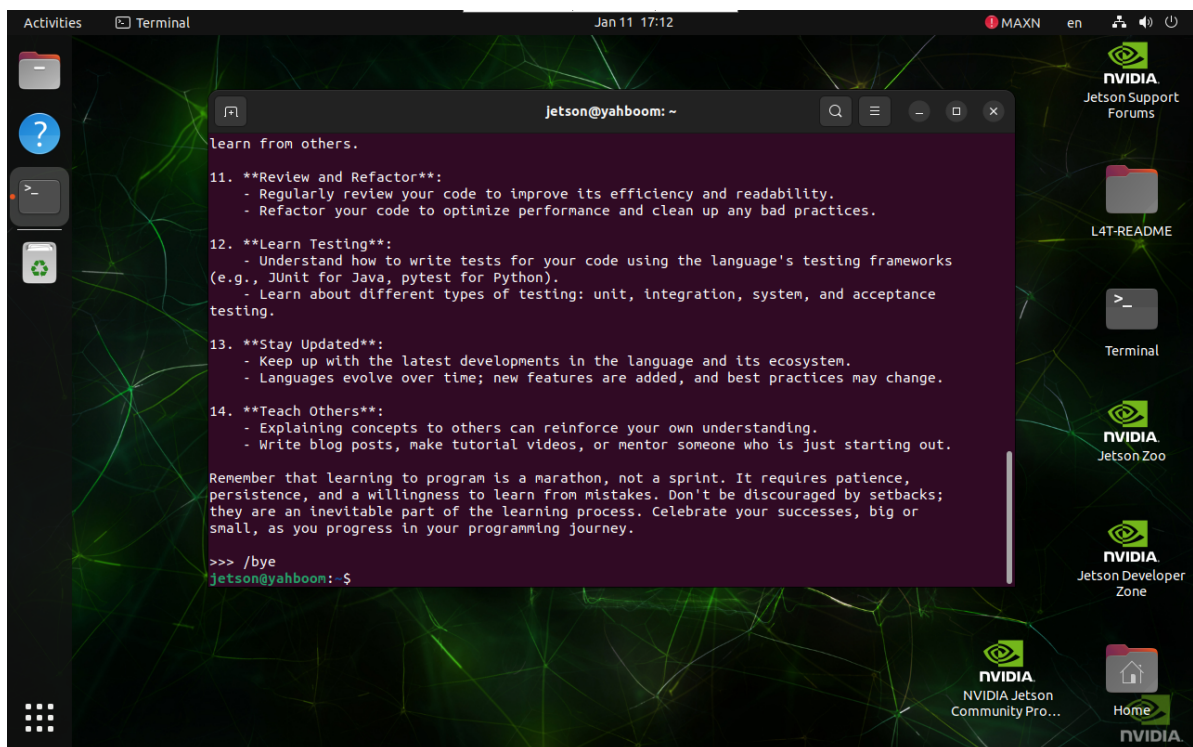 Activities
Terminal
Jan 11 17:12
MAXN
en
jetson@yahboom: ~
learn from others.
11. **Review and Refactor**:
- Regularly review your code to improve its efficiency and readability.
- Refactor your code to optimize performance and clean up any bad practices.
12. **Learn Testing**:
- Understand how to write tests for your code using the language's testing frameworks
(e.g., JUnit for Java, pytest for Python).
- Learn about different types of testing: unit, integration, system, and acceptance
testing.
13. **Stay Updated**:
- Keep up with the latest developments in the language and its ecosystem.
- Languages evolve over time; new features are added, and best practices may change.
14. **Teach Others**:
- Explaining concepts to others can reinforce your own understanding.
- Write blog posts, make tutorial videos, or mentor someone who is just starting out.
Remember that learning to program is a marathon, not a sprint. It requires patience,
persistence, and a willingness to learn from mistakes. Don't be discouraged by setbacks;
they are an inevitable part of the learning process. Celebrate your successes, big or
small, as you progress in your programming journey.
>>> /bye
jetson@yahboom:~$
NVIDIA.
Jetson Support
Forums
L4T-README
>_
Terminal
NVIDIA.
Jetson Zoo
NVIDIA.
Jetson Developer
Zone
NVIDIA.
NVIDIA Jetson
Community Pro...
Home
NVIDIA.